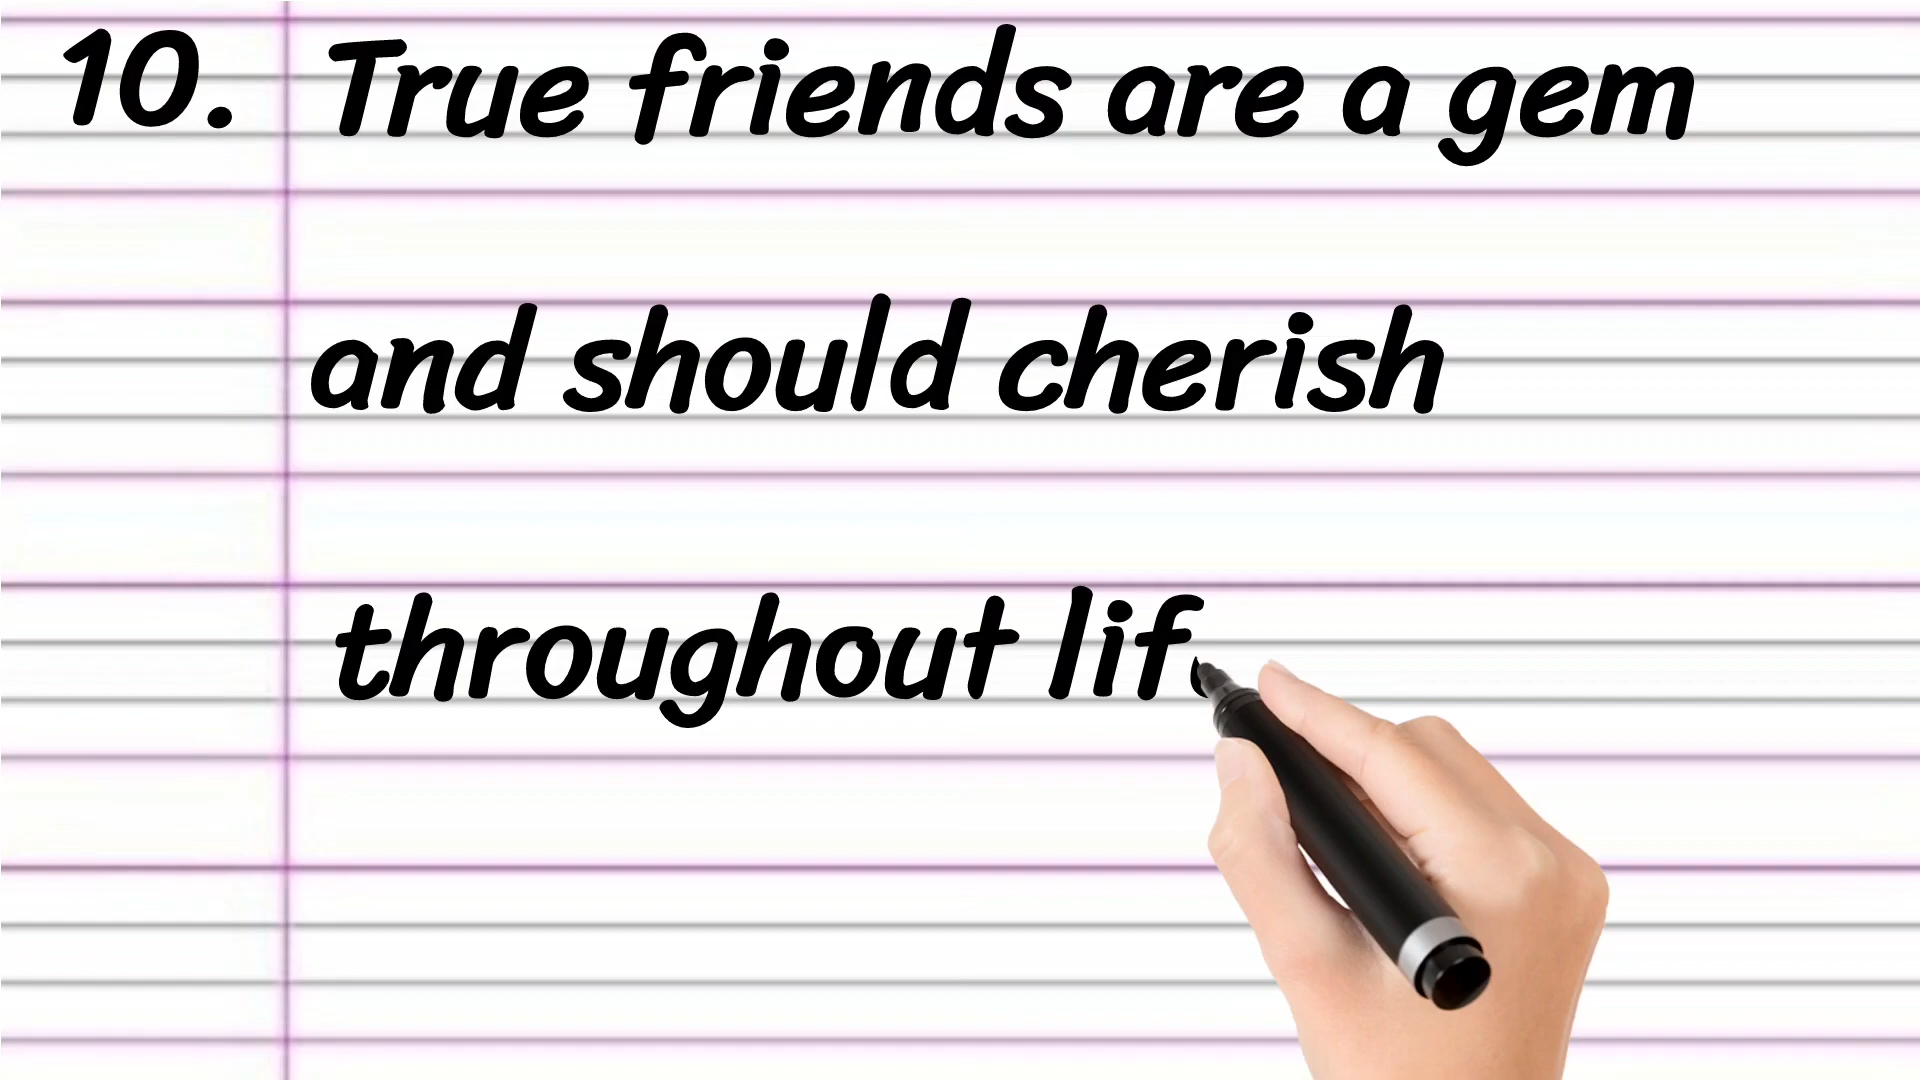 10. True friends are a gem
and should cherish
throughout lif